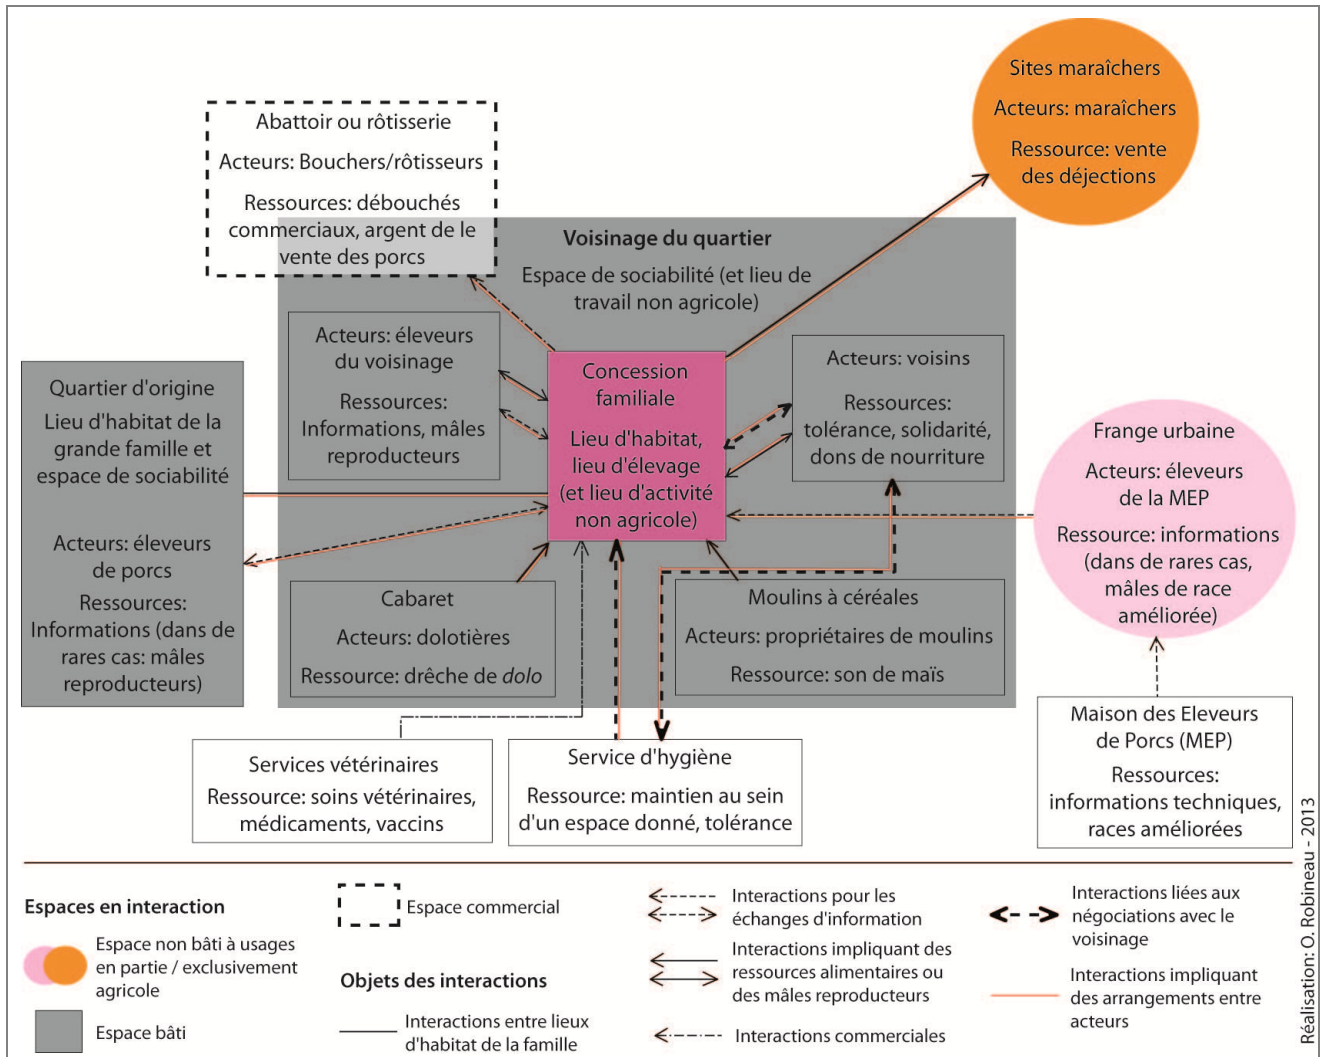 Sites maraîchers
Acteurs: maraîchers
Ressource: vente
des déjections
Abattoir ou rôtisserie
Acteurs: Bouchers/rôtisseurs
Ressources: débouchés
commerciaux, argent de le
vente des porcs
Voisinage du quartier
Espace de sociabilité (et lieu de
travail non agricole)
Acteurs: éleveurs
du voisinage
Ressources:
Informations, mâles
reproducteurs
Concession
familiale
Lieu d'habitat,
lieu d'élevage
(et lieu d'activité
non agricole)
Acteurs: voisins
Ressources:
tolérance, solidarité,
dons de nourriture
Quartier d'origine
Lieu d'habitat de la
grande famille et
espace de sociabilité
Acteurs: éleveurs
de porcs
Ressources:
Informations (dans de
rares cas: mâles
reproducteurs)
Frange urbaine
Acteurs: éleveurs
de la MEP
Ressource: informations
(dans de rares cas,
mâles de race
améliorée)
Cabaret
Acteurs: dolotières
Ressource: drêche de dolo
Moulins à céréales
Acteurs: propriétaires de moulins
Ressource: son de maïs
Services vétérinaires
Ressource: soins vétérinaires,
médicaments, vaccins
Service d'hygiène
Ressource: maintien au sein
d'un espace donné, tolérance
Maison des Eleveurs
de Porcs (MEP)
Ressources:
informations techniques,
races améliorées
Espaces en interaction
Espace non bâti à usages
en partie / exclusivement
agricole
Espace bâti
Espace commercial
Objets des interactions
Interactions entre lieux
d'habitat de la famille
Interactions pour les
échanges d'information
Interactions impliquant des
ressources alimentaires ou
des mâles reproducteurs
Interactions commerciales
Interactions liées aux
négociations avec le
voisinage
Interactions impliquant
des arrangements entre
acteurs
Réalisation: O. Robineau - 2013